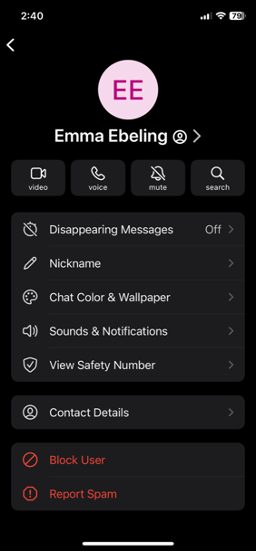 2:40
79
EE
Emma Ebeling
video
voice
mute
search
Disappearing Messages Off
Nickname
Chat Color & Wallpaper
Sounds & Notifications
View Safety Number
Contact Details
Block User
Report Spam